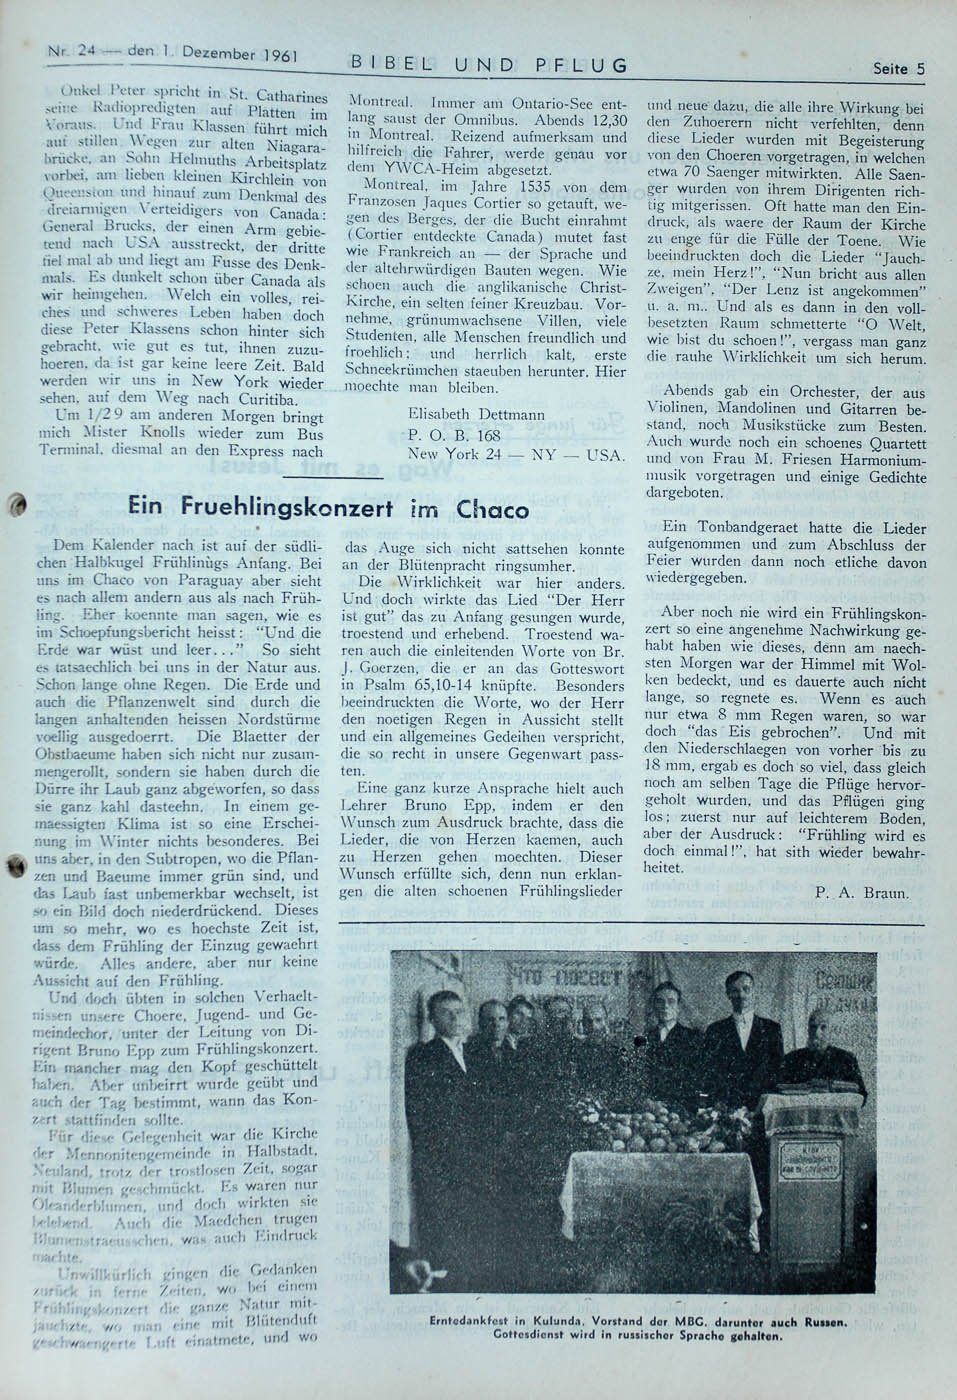 Nr. 24 — den 1. Dezember 1961
BIBEL UND PFLUG
Seite 5
Onkel Peter spricht in St. Catharines
seine Radiopredigten auf Platten im
Voraus. Und Frau Klassen führt mich
auf stillen Wegen zur alten Niagara-
brücke, an Sohn Helmuths Arbeitsplatz
vorbei, am lieben kleinen Kirchlein von
Queension und hinauf zum Denkmal des
dreiarmigen Verteidigers von Canada:
General Brucks, der einen Arm gebie-
tend nach USA ausstreckt, der dritte
fiel mal ab und liegt am Fusse des Denk-
mals. Es dunkelt schon über Canada als
wir heimgehen. Welch ein volles, rei-
ches und schweres Leben haben doch
diese Peter Klassens schon hinter sich
gebracht, wie gut es tut, ihnen zuzu-
hoeren, da ist gar keine leere Zeit. Bald
werden wir uns in New York wieder
sehen, auf dem Weg nach Curitiba.
Um 1/29 am anderen Morgen bringt
mich Mister Knolls wieder zum Bus
Terminal, diesmal an den Express nach
Montreal. Immer am Ontario-See ent-
lang saust der Omnibus. Abends 12,30
in Montreal. Reizend aufmerksam und
hilfreich die Fahrer, werde genau vor
dem YWCA-Heim abgesetzt.
Montreal, im Jahre 1535 von dem
Franzosen Jaques Cortier so getauft, we-
gen des Berges, der die Bucht einrahmt
(Cortier entdeckte Canada) mutet fast
wie Frankreich an — der Sprache und
der altehrwürdigen Bauten wegen. Wie
schoen auch die anglikanische Christ-
Kirche, ein selten feiner Kreuzbau. Vor-
nehme, grünumwachsene Villen, viele
Studenten, alle Menschen freundlich und
froehlich; und herrlich kalt, erste
Schneekrümchen staeuben herunter. Hier
moechte man bleiben.
Elisabeth Dettmann
P. O. B. 168
New York 24 — NY — USA.
Ein Fruehlingskonzert im Chaco
Dem Kalender nach ist auf der südli-
chen Halbkugel Frühlinügs Anfang. Bei
uns im Chaco von Paraguay aber sieht
es nach allem andern aus als nach Früh-
ling. Eher koennte man sagen, wie es
im Schoepfungsbericht heisst: "Und die
Erde war wüst und leer..." So sieht
es tatsaechlich bei uns in der Natur aus.
Schon lange ohne Regen. Die Erde und
auch die Pflanzenwelt sind durch die
langen anhaltenden heissen Nordstürme
voellig ausgedoerrt. Die Blaetter der
Obstbaeume haben sich nicht nur zusam-
mengerollt, sondern sie haben durch die
Dürre ihr Laub ganz abgeworfen, so dass
sie ganz kahl dasteehn. In einem ge-
maessigten Klima ist so eine Erschei-
nung im Winter nichts besonderes. Bei
uns aber, in den Subtropen, wo die Pflan-
zen und Baeume immer grün sind, und
das Laub fast unbemerkbar wechselt, ist
so ein Bild doch niederdrückend. Dieses
um so mehr, wo es hoechste Zeit ist,
dass dem Frühling der Einzug gewaehrt
würde. Alles andere, aber nur keine
Aussicht auf den Frühling.
Und doch übten in solchen Verhaelt-
nissen unsere Choere, Jugend- und Ge-
meindechor, unter der Leitung von Di-
rigent Bruno Epp zum Frühlingskonzert.
Ein mancher mag den Kopf geschüttelt
haben. Aber unbeirrt wurde geübt und
auch der Tag bestimmt, wann das Kon-
zert stattfinden sollte.
Für diese Gelegenheit war die Kirche
der Mennonitengemeinde in Halbstadt,
Neuland, trotz der trostlosen Zeit, sogar
mit Blumen geschmückt. Es waren nur
Oleanderblumen, und doch wirkten sie
belebend. Auch die Maedchen trugen
Blumenstraeusschen, was auch Eindruck
machte.
Unwillkürlich gingen die Gedanken
zurück in ferne Zeiten, wo bei einem
Frühlingskonzert die ganze Natur mit-
jauchzte, wo man eine mit Blütenduft
geschwaengerte Luft einatmete, und wo
das Auge sich nicht sattsehen konnte
an der Blütenpracht ringsumher.
Die Wirklichkeit war hier anders.
Und doch wirkte das Lied "Der Herr
ist gut" das zu Anfang gesungen wurde,
troestend und erhebend. Troestend wa-
ren auch die einleitenden Worte von Br.
J. Goerzen, die er an das Gotteswort
in Psalm 65,10-14 knüpfte. Besonders
beeindruckten die Worte, wo der Herr
den noetigen Regen in Aussicht stellt
und ein allgemeines Gedeihen verspricht,
die so recht in unsere Gegenwart pass-
ten.
Eine ganz kurze Ansprache hielt auch
Lehrer Bruno Epp, indem er den
Wunsch zum Ausdruck brachte, dass die
Lieder, die von Herzen kaemen, auch
zu Herzen gehen moechten. Dieser
Wunsch erfüllte sich, denn nun erklan-
gen die alten schoenen Frühlingslieder
und neue dazu, die alle ihre Wirkung bei
den Zuhoerern nicht verfehlten, denn
diese Lieder wurden mit Begeisterung
von den Choeren vorgetragen, in welchen
etwa 70 Saenger mitwirkten. Alle Saen-
ger wurden von ihrem Dirigenten rich-
tig mitgerissen. Oft hatte man den Ein-
druck, als waere der Raum der Kirche
zu enge für die Fülle der Toene. Wie
beeindruckten doch die Lieder "Jauch-
ze, mein Herz!", "Nun bricht aus allen
Zweigen", "Der Lenz ist angekommen"
u. a. m.. Und als es dann in den voll-
besetzten Raum schmetterte "O Welt,
wie bist du schoen!", vergass man ganz
die rauhe Wirklichkeit um sich herum.
Abends gab ein Orchester, der aus
Violinen, Mandolinen und Gitarren be-
stand, noch Musikstücke zum Besten.
Auch wurde noch ein schoenes Quartett
und von Frau M. Friesen Harmonium-
musik vorgetragen und einige Gedichte
dargeboten.
Ein Tonbandgeraet hatte die Lieder
aufgenommen und zum Abschluss der
Feier wurden dann noch etliche davon
wiedergegeben.
Aber noch nie wird ein Frühlingskon-
zert so eine angenehme Nachwirkung ge-
habt haben wie dieses, denn am naech-
sten Morgen war der Himmel mit Wol-
ken bedeckt, und es dauerte auch nicht
lange, so regnete es. Wenn es auch
nur etwa 8 mm Regen waren, so war
doch "das Eis gebrochen". Und mit
den Niederschlaegen von vorher bis zu
18 mm, ergab es doch so viel, dass gleich
noch am selben Tage die Pflüge hervor-
geholt wurden, und das Pflügen ging
los; zuerst nur auf leichterem Boden,
aber der Ausdruck: "Frühling wird es
doch einmal!", hat sith wieder bewahr-
heitet.
P. A. Braun.
Что посеет
человек
Erntedankfest in Kulunda, Vorstand der MBG, darunter auch Russen.
Gottesdienst wird in russischer Sprache gehalten.